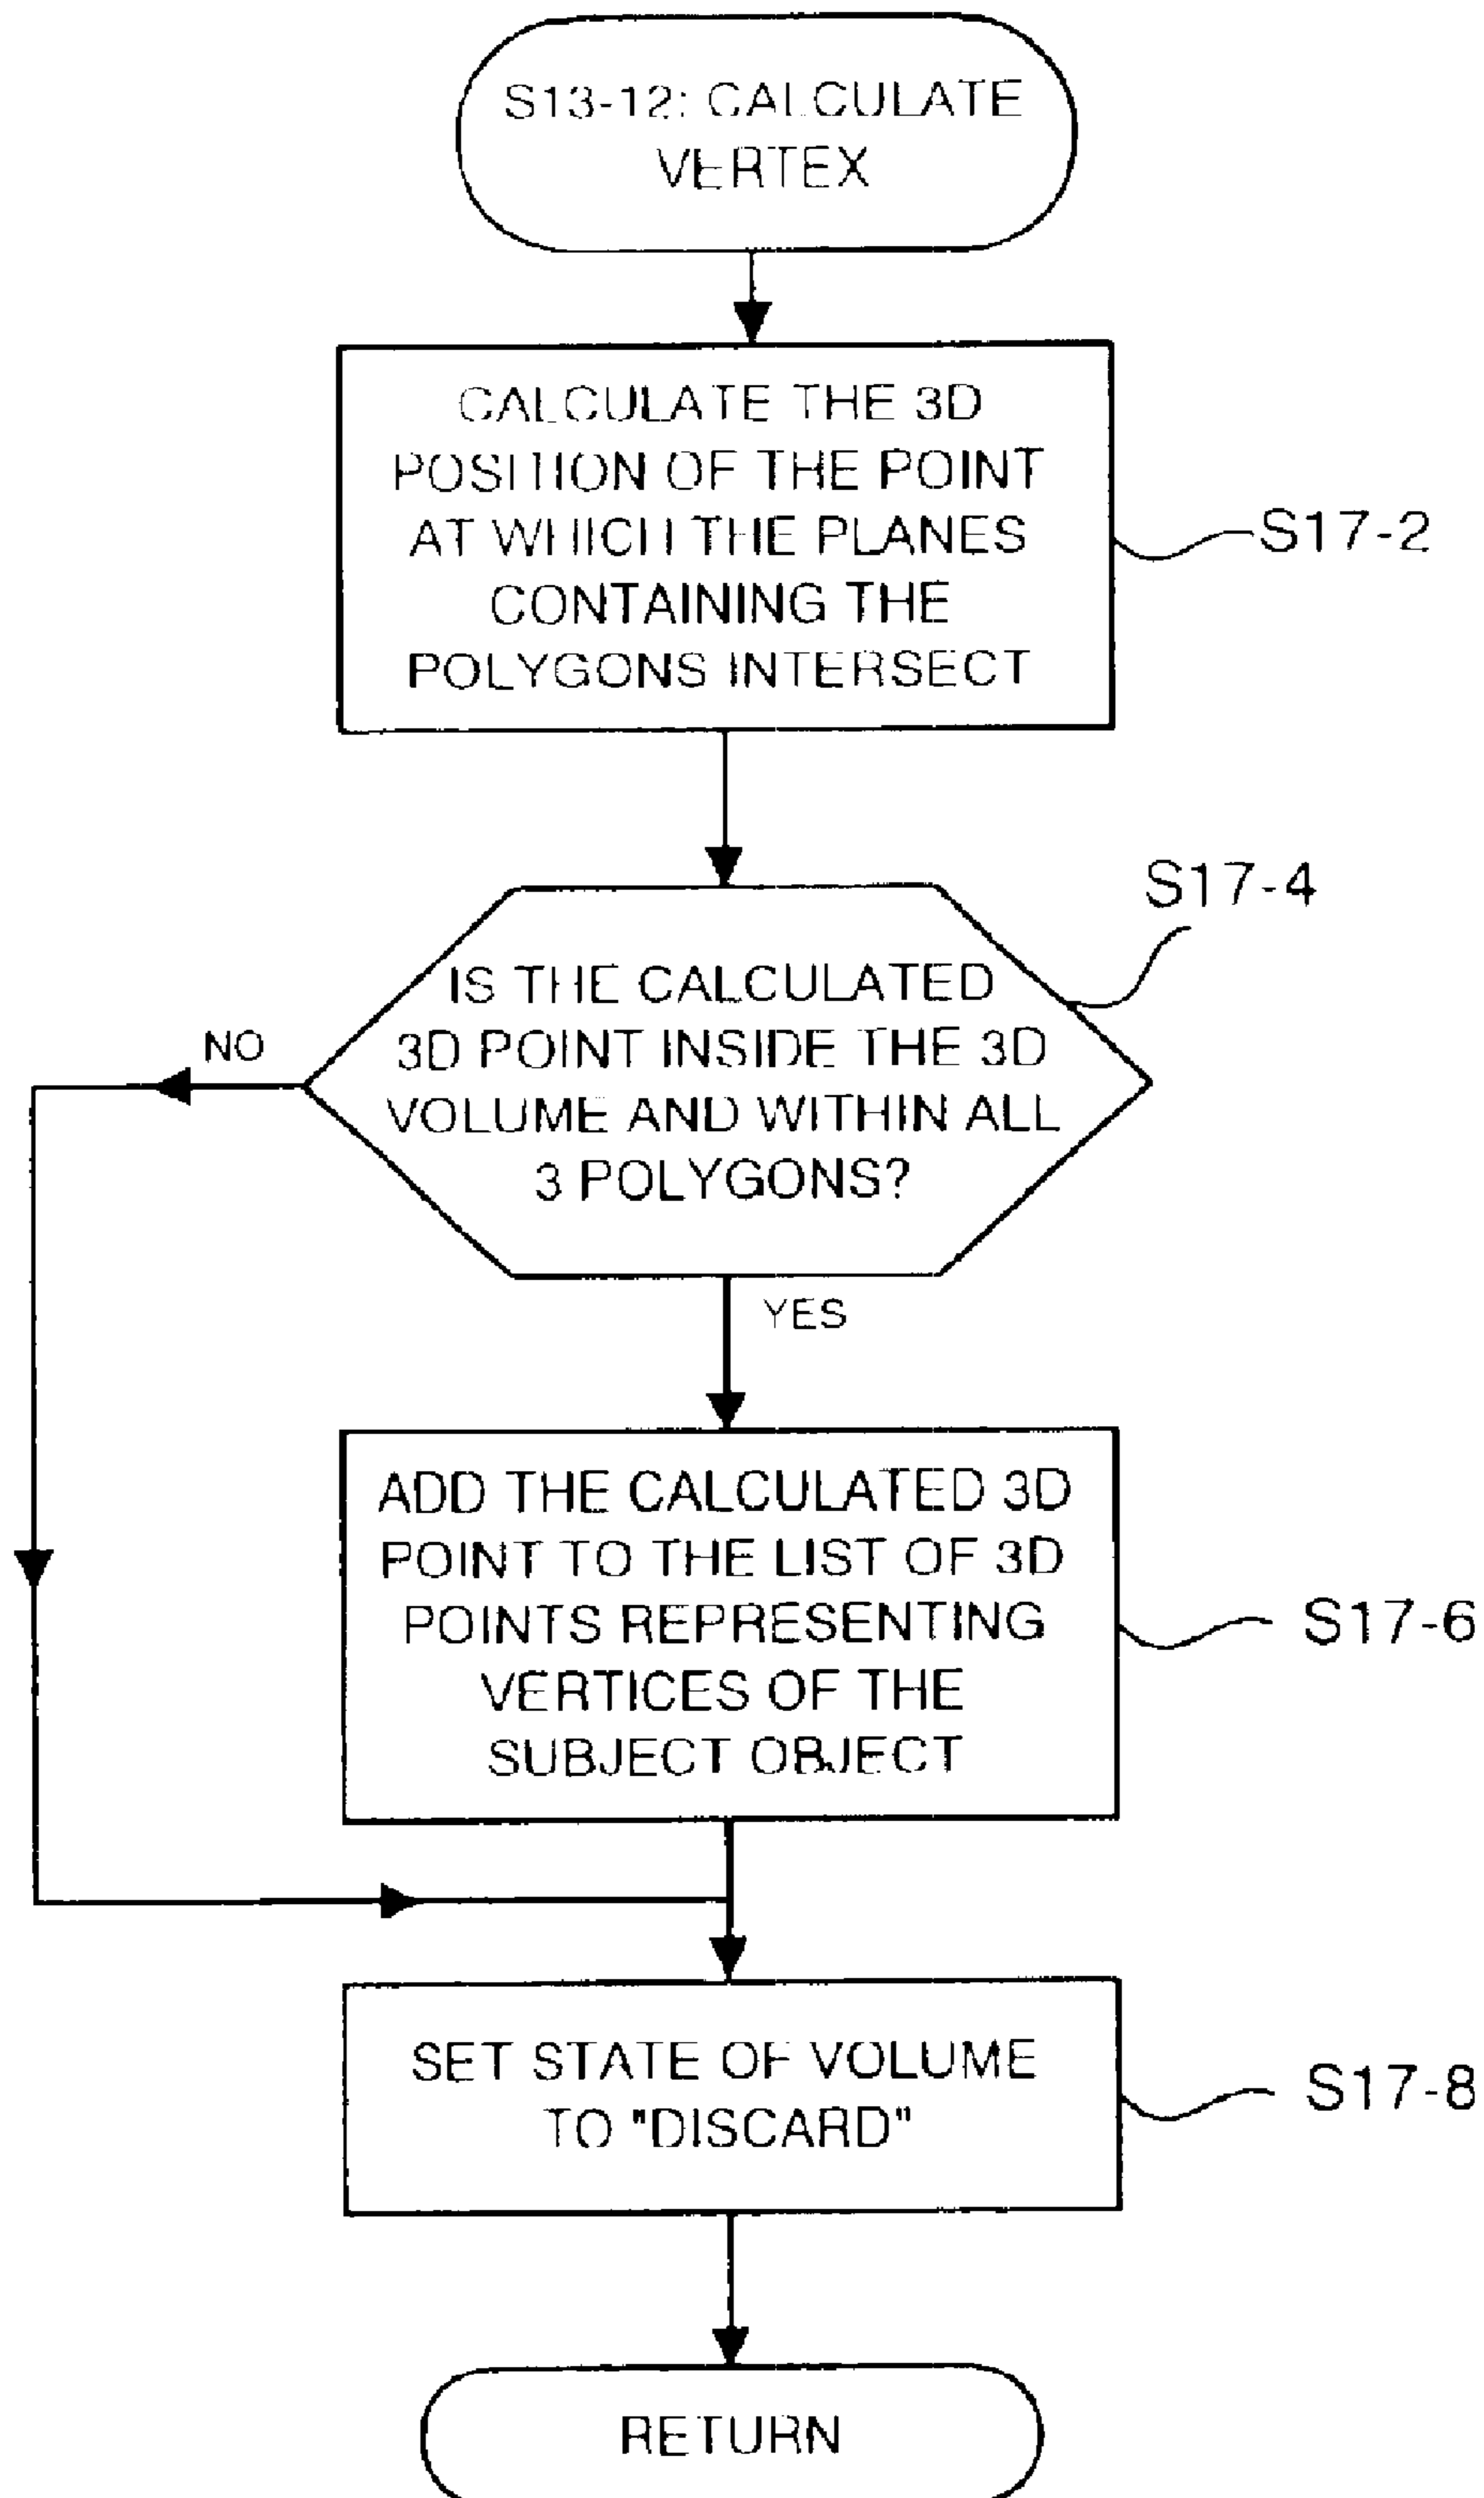 S13-12: CALCULATE
VERTEX
CALCULATE THE 3D
POSITION OF THE POINT
AT WHICH THE PLANES
CONTAINING THE
POLYGONS INTERSECT
S17-2
S17-4
IS THE CALCULATED
3D POINT INSIDE THE 3D
VOLUME AND WITHIN ALL
3 POLYGONS?
NO
YES
ADD THE CALCULATED 3D
POINT TO THE LIST OF 3D
POINTS REPRESENTING
VERTICES OF THE
SUBJECT OBJECT
S17-6
SET STATE OF VOLUME
TO "DISCARD"
S17-8
RETURN